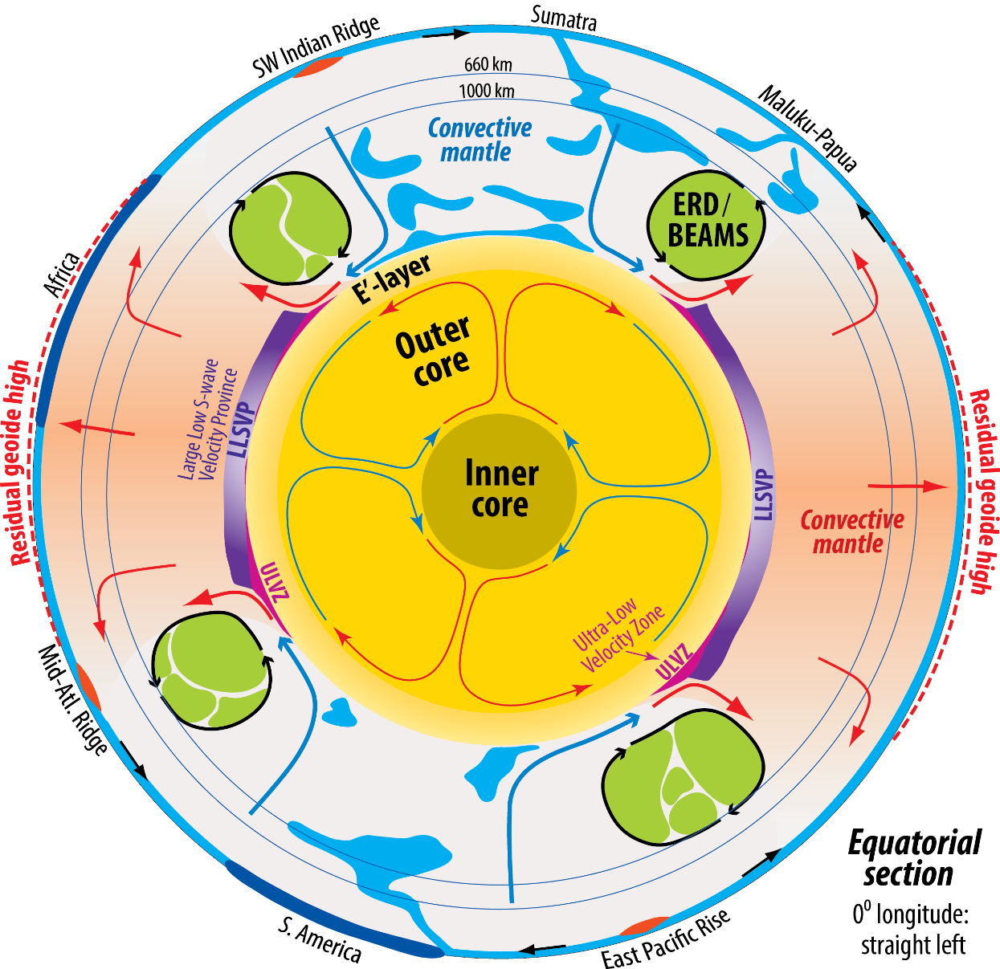 Sumatra
SW Indian Ridge
660 km
1000 km
Maluku-Papua
Convective
mantle
ERD/
BEAMS
Africa
E′-layer
Outer
core
Residual geoide high
Large Low S-wave
Velocity Province
LLSVP
Inner
core
LLSVP
Residual geoide high
Convective
mantle
ULVZ
Ultra-Low
Velocity Zone
ULVZ
Mid-Atl. Ridge
S. America
East Pacific Rise
Equatorial
section
0⁰ longitude:
straight left